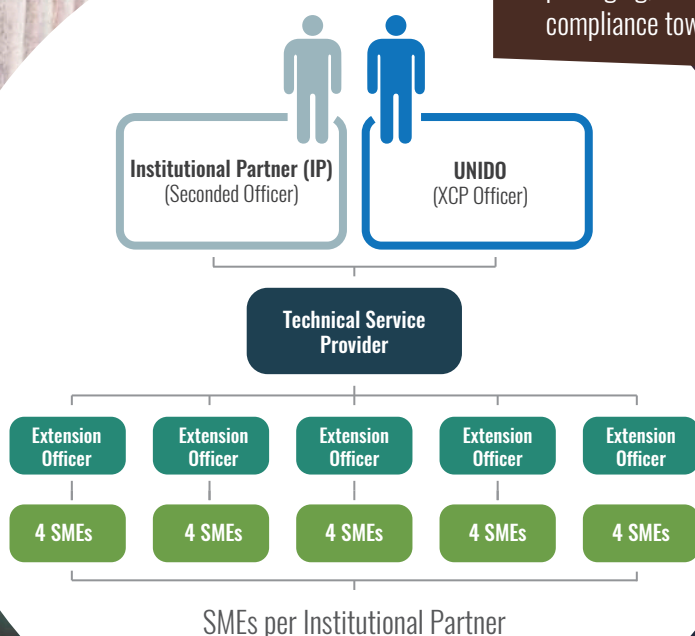 compliance
Institutional Partner (IP)
(Seconded Officer)
UNIDO
(XCP Officer)
Technical Service
Provider
Extension
Officer
Extension
Officer
Extension
Officer
Extension
Officer
Extension
Officer
4 SMEs
4 SMEs
4 SMEs
4 SMEs
4 SMEs
SMEs per Institutional Partner